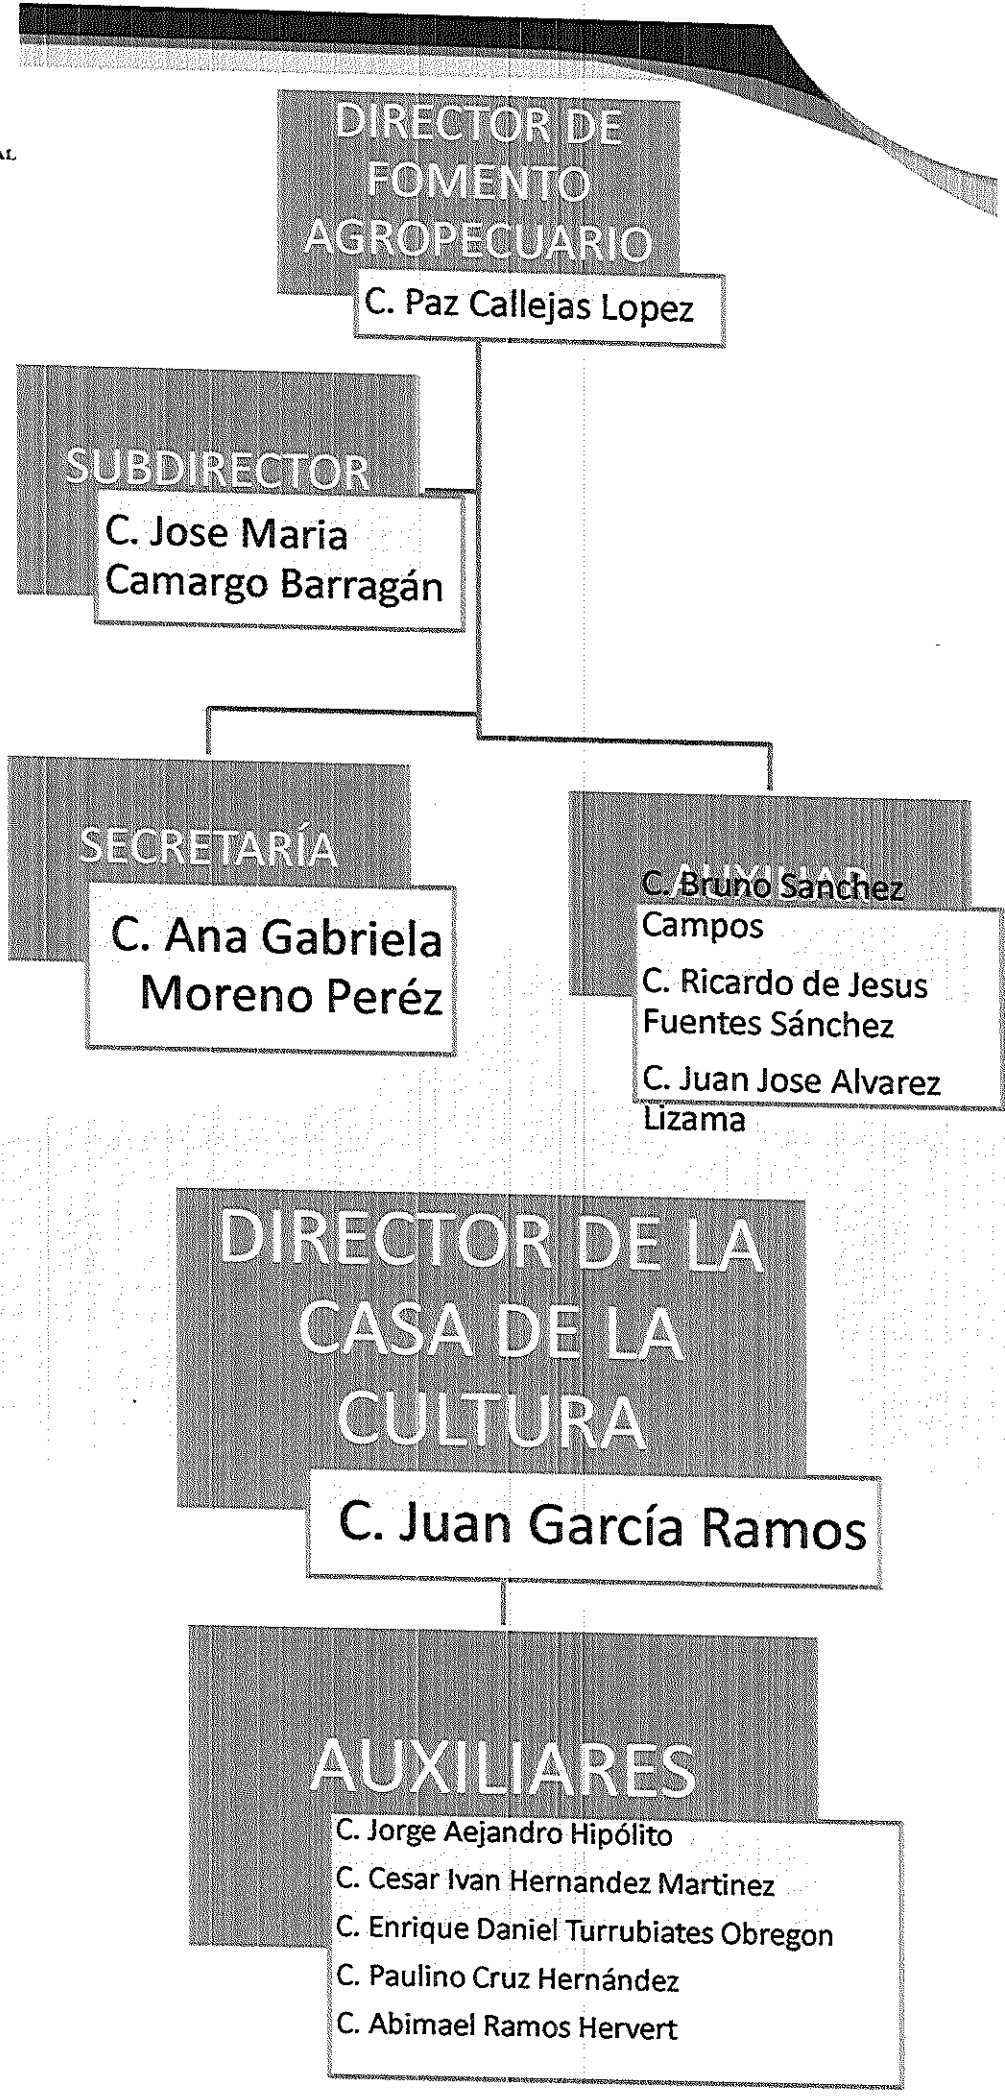 DIRECTOR DE
FOMENTO
AGROPECUARIO
C. Paz Callejas Lopez
SUBDIRECTOR
C. Jose Maria
Camargo Barragán
SECRETARÍA
C. Ana Gabriela
Moreno Peréz
AUXILIAR
C. Bruno Sanchez
Campos
C. Ricardo de Jesus
Fuentes Sánchez
C. Juan Jose Alvarez
Lizama
DIRECTOR DE LA
CASA DE LA
CULTURA
C. Juan García Ramos
AUXILIARES
C. Jorge Aejandro Hipólito
C. Cesar Ivan Hernandez Martinez
C. Enrique Daniel Turrubiates Obregon
C. Paulino Cruz Hernández
C. Abimael Ramos Hervert